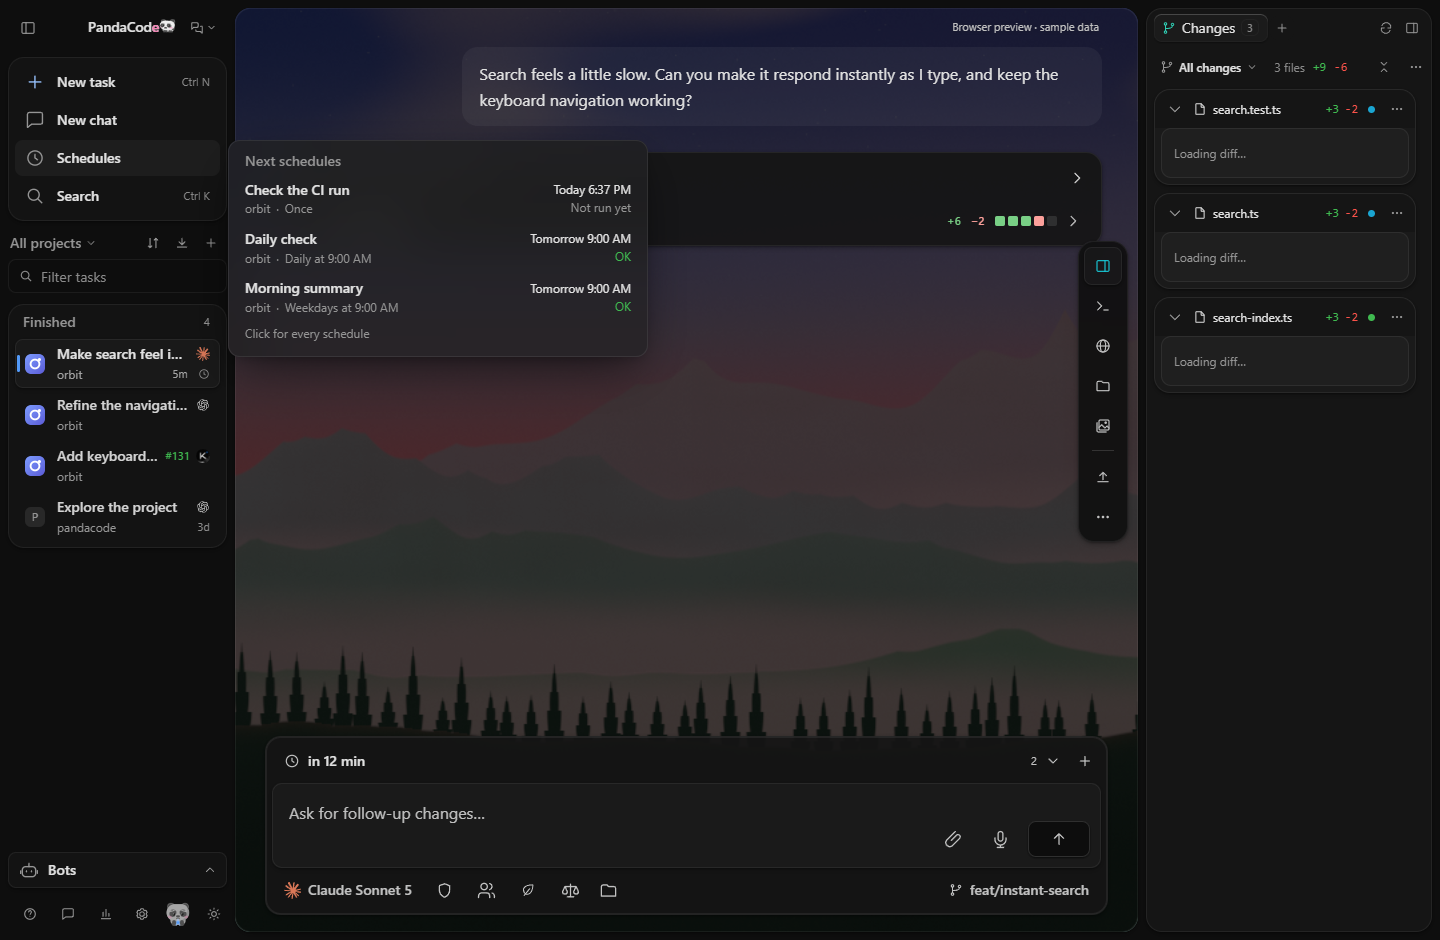 PandaCode
New task Ctrl N
New chat
Schedules
Search Ctrl K
All projects
Filter tasks
Finished 4
Make search feel i...
orbit 5m
Refine the navigati...
orbit
Add keyboard... #131
orbit
P Explore the project
pandacode 3d
Bots
Browser preview · sample data
Search feels a little slow. Can you make it respond instantly as I type, and keep the
keyboard navigation working?
Next schedules
Check the CI run Today 6:37 PM
orbit · Once Not run yet
Daily check Tomorrow 9:00 AM
orbit · Daily at 9:00 AM OK
Morning summary Tomorrow 9:00 AM
orbit · Weekdays at 9:00 AM OK
Click for every schedule
+6 -2
in 12 min 2
Ask for follow-up changes...
Claude Sonnet 5 feat/instant-search
Changes 3
All changes 3 files +9 -6
search.test.ts +3 -2
Loading diff...
search.ts +3 -2
Loading diff...
search-index.ts +3 -2
Loading diff...